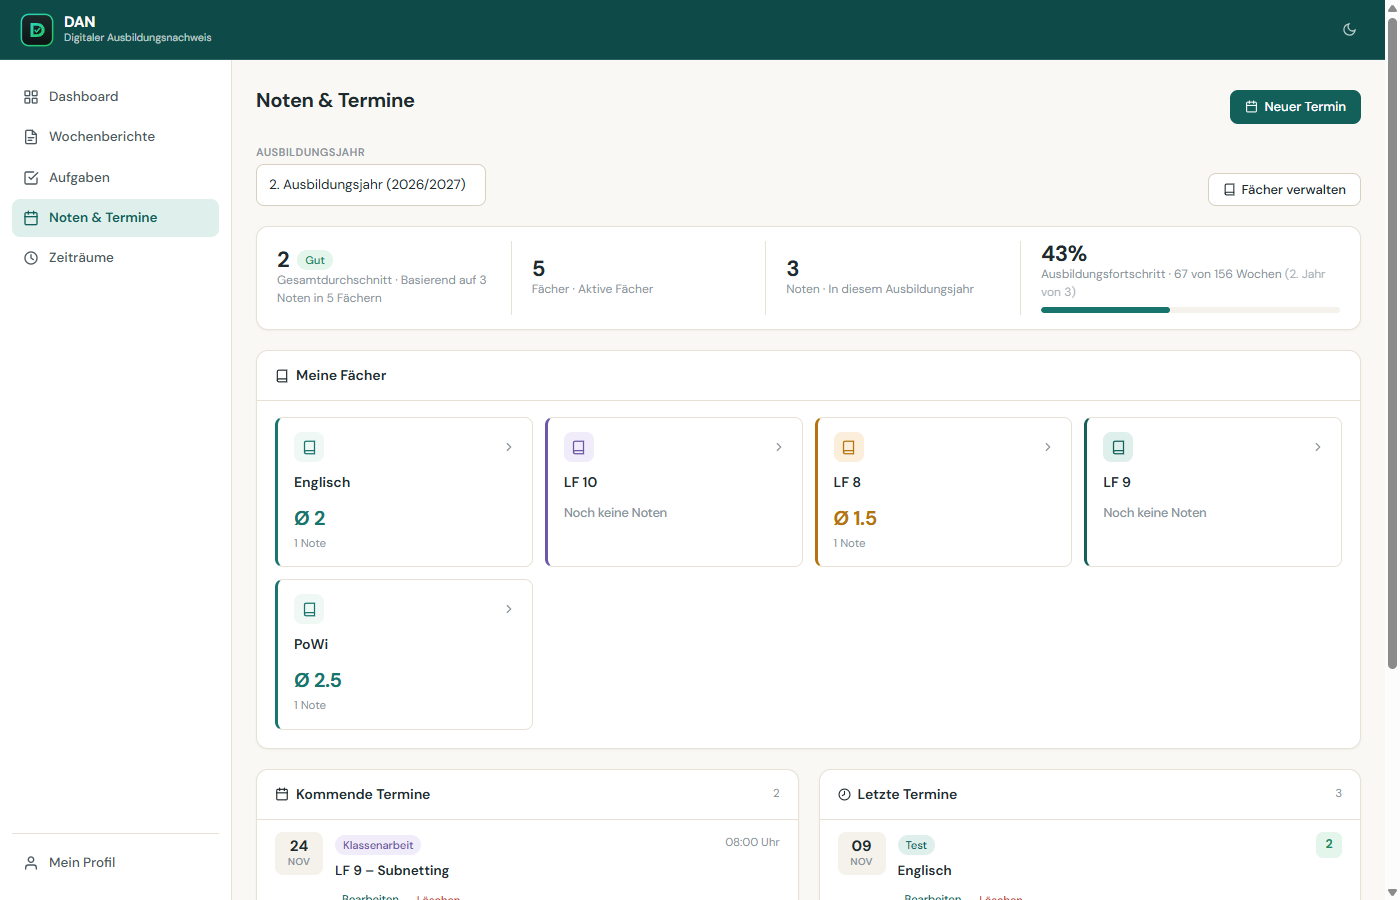 DAN
Digitaler Ausbildungsnachweis
Dashboard
Wochenberichte
Aufgaben
Noten & Termine
Zeiträume
Mein Profil
Noten & Termine
Neuer Termin
AUSBILDUNGSJAHR
2. Ausbildungsjahr (2026/2027)
Fächer verwalten
2 Gut
Gesamtdurchschnitt · Basierend auf 3
Noten in 5 Fächern
5
Fächer · Aktive Fächer
3
Noten · In diesem Ausbildungsjahr
43%
Ausbildungsfortschritt · 67 von 156 Wochen (2. Jahr
von 3)
Meine Fächer
Englisch
Ø 2
1 Note
LF 10
Noch keine Noten
LF 8
Ø 1.5
1 Note
LF 9
Noch keine Noten
PoWi
Ø 2.5
1 Note
Kommende Termine 2
24
NOV
Klassenarbeit
08:00 Uhr
LF 9 – Subnetting
Bearbeiten Löschen
Letzte Termine 3
09
NOV
Test
2
Englisch
Bearbeiten Löschen